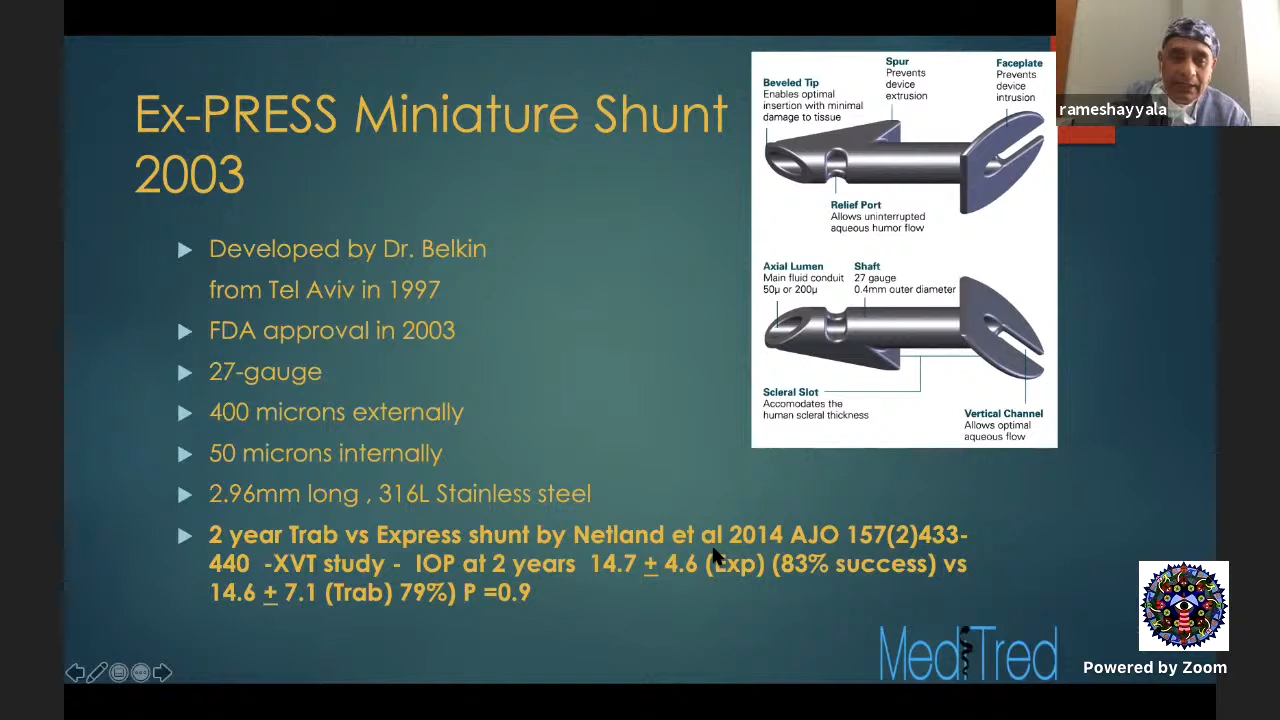 Ex-PRESS Miniature Shunt
2003
Developed by Dr. Belkin
from Tel Aviv in 1997
FDA approval in 2003
27-gauge
400 microns externally
50 microns internally
2.96mm long , 316L Stainless steel
2 year Trab vs Express shunt by Netland et al 2014 AJO 157(2)433-
440 -XVT study - IOP at 2 years 14.7 ± 4.6 (Exp) (83% success) vs
14.6 ± 7.1 (Trab) 79%) P =0.9
Beveled Tip
Enables optimal
insertion with minimal
damage to tissue
Spur
Prevents
device
extrusion
Faceplate
Prevents
device
intrusion
Relief Port
Allows uninterrupted
aqueous humor flow
Axial Lumen
Main fluid conduit
50µ or 200µ
Shaft
27 gauge
0.4mm outer diameter
Scleral Slot
Accomodates the
human scleral thickness
Vertical Channel
Allows optimal
aqueous flow
rameshayyala
MediTred
Powered by Zoom